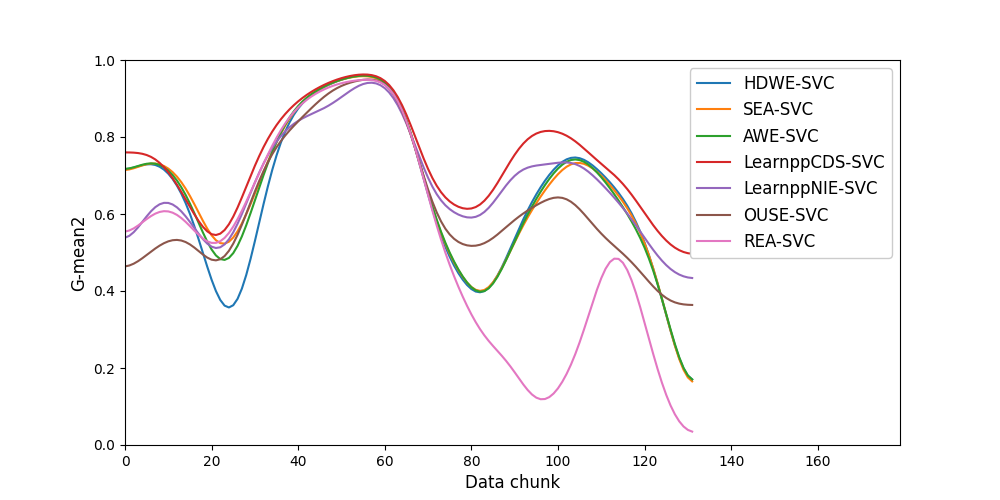 1.0
0.8
0.6
0.4
0.2
0.0
G-mean2
0 20 40 60 80 100 120 140 160
Data chunk
HDWE-SVC
SEA-SVC
AWE-SVC
LearnppCDS-SVC
LearnppNIE-SVC
OUSE-SVC
REA-SVC